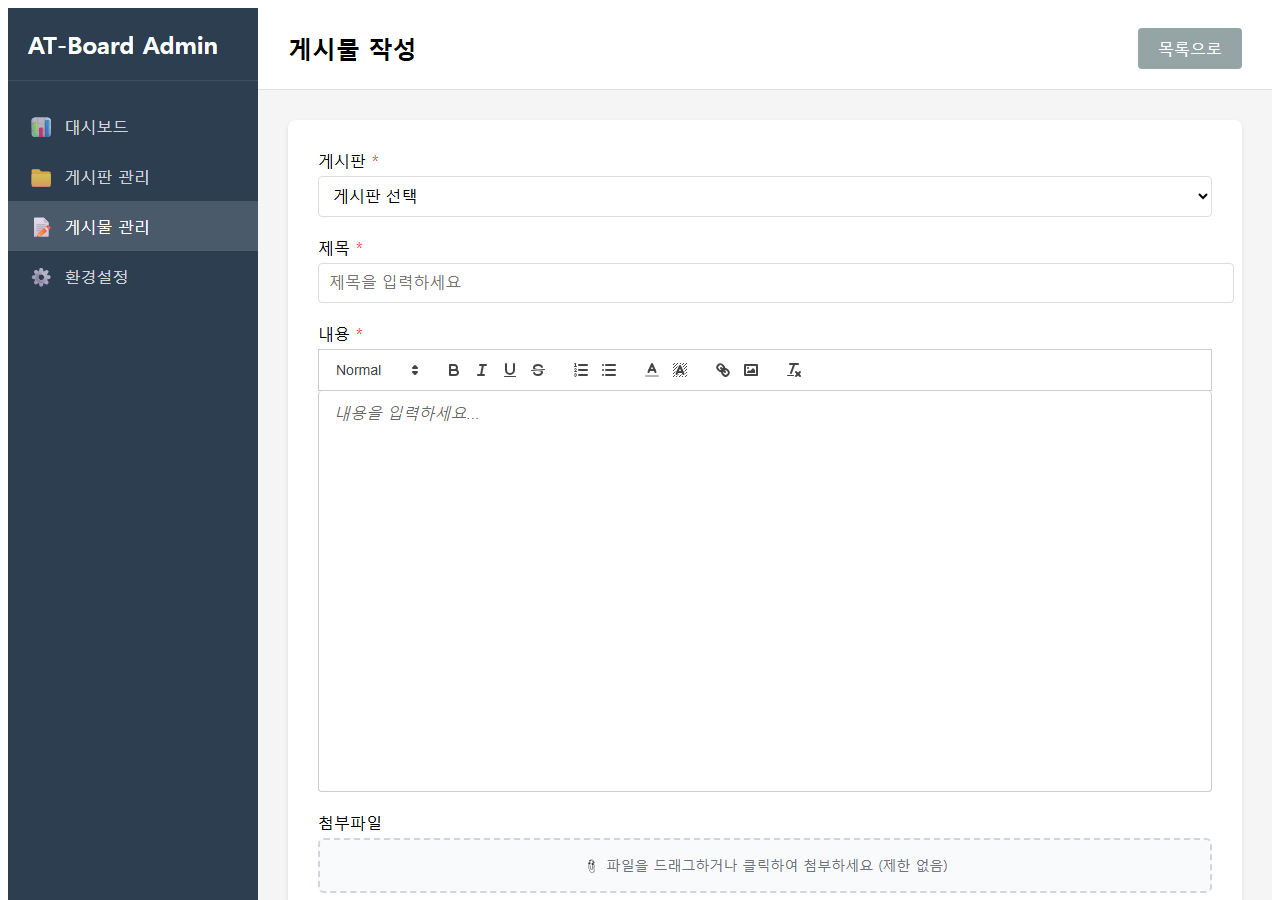 AT-Board Admin
대시보드
게시판 관리
게시물 관리
환경설정
게시물 작성
목록으로
게시판 *
게시판 선택
제목 *
제목을 입력하세요
내용 *
Normal
내용을 입력하세요...
첨부파일
파일을 드래그하거나 클릭하여 첨부하세요 (제한 없음)